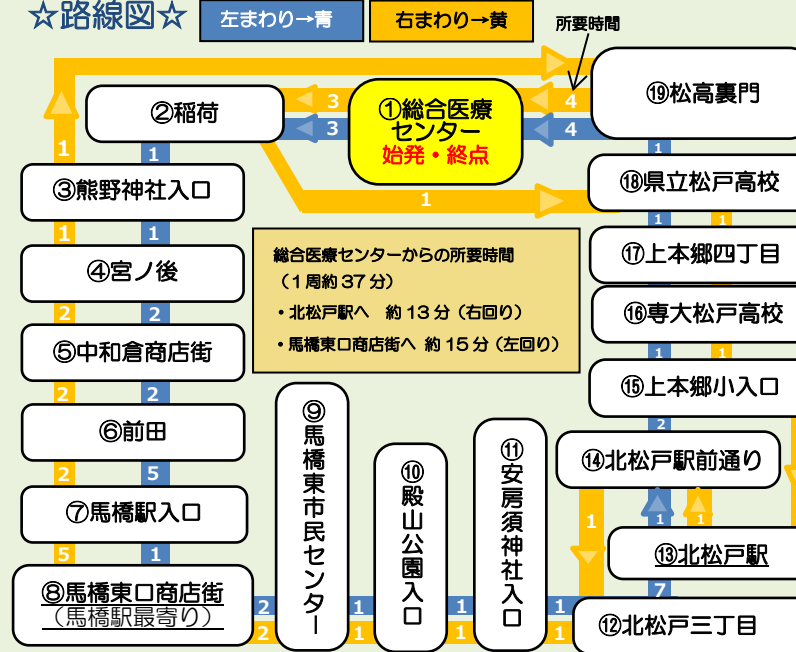 ☆路線図☆
左まわり→青
右まわり→黄
所要時間
②稲荷
3
3
①総合医療
センター
始発・終点
4
4
⑲松高裏門
1
1
1
③熊野神社入口
1
⑱県立松戸高校
1
1
1
1
④宮ノ後
総合医療センターからの所要時間
(1周約37分)
・北松戸駅へ 約13分(右回り)
・馬橋東口商店街へ 約15分(左回り)
⑰上本郷四丁目
2
2
⑯専大松戸高校
⑤中和倉商店街
1
1
2
2
⑮上本郷小入口
⑥前田
2
2
5
⑭北松戸駅前通り
⑦馬橋駅入口
1
1
1
5
1
⑬北松戸駅
⑧馬橋東口商店街
(馬橋駅最寄り)
2
2
⑨馬橋東市民センター
1
1
⑩殿山公園入口
1
1
⑪安房須神社入口
1
1
7
⑫北松戸三丁目